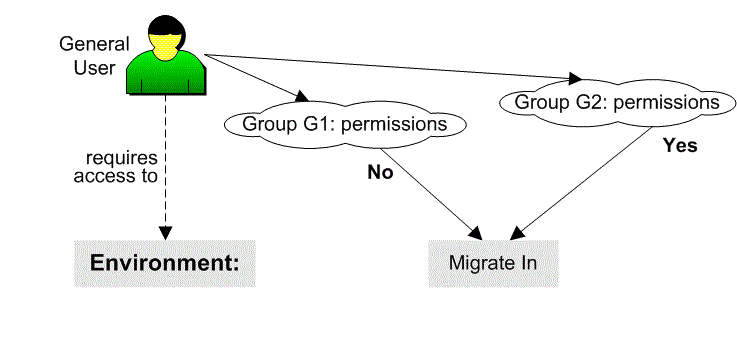 General
User
Group G1: permissions
Group G2: permissions
requires
access to
No
Yes
Environment:
Migrate In